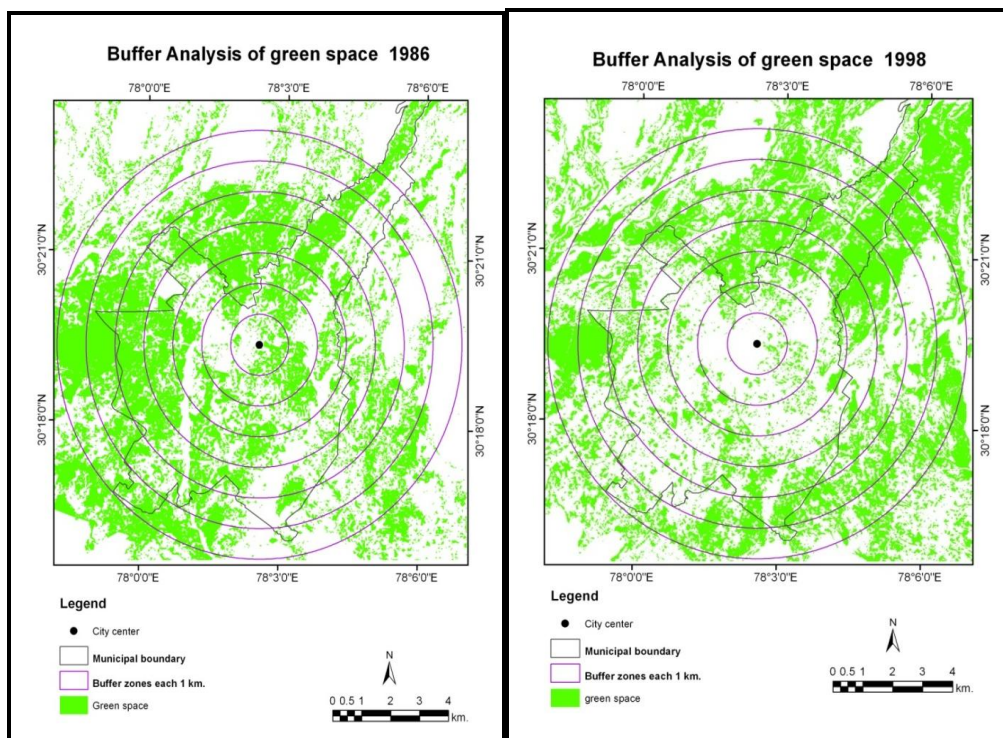 Buffer Analysis of green space 1986
78°0'0"E 78°3'0"E 78°6'0"E
30°21'0"N
30°21'0"N
30°18'0"N
30°18'0"N
78°0'0"E 78°3'0"E 78°6'0"E
Legend
City center
Municipal boundary
Buffer zones each 1 km.
Green space
N
0 0.5 1 2 3 4
km.
Buffer Analysis of green space 1998
78°0'0"E 78°3'0"E 78°6'0"E
30°21'0"N
30°21'0"N
30°18'0"N
30°18'0"N
78°0'0"E 78°3'0"E 78°6'0"E
Legend
City center
Municipal boundary
Buffer zones each 1 km.
green space
N
0 0.5 1 2 3 4
km.